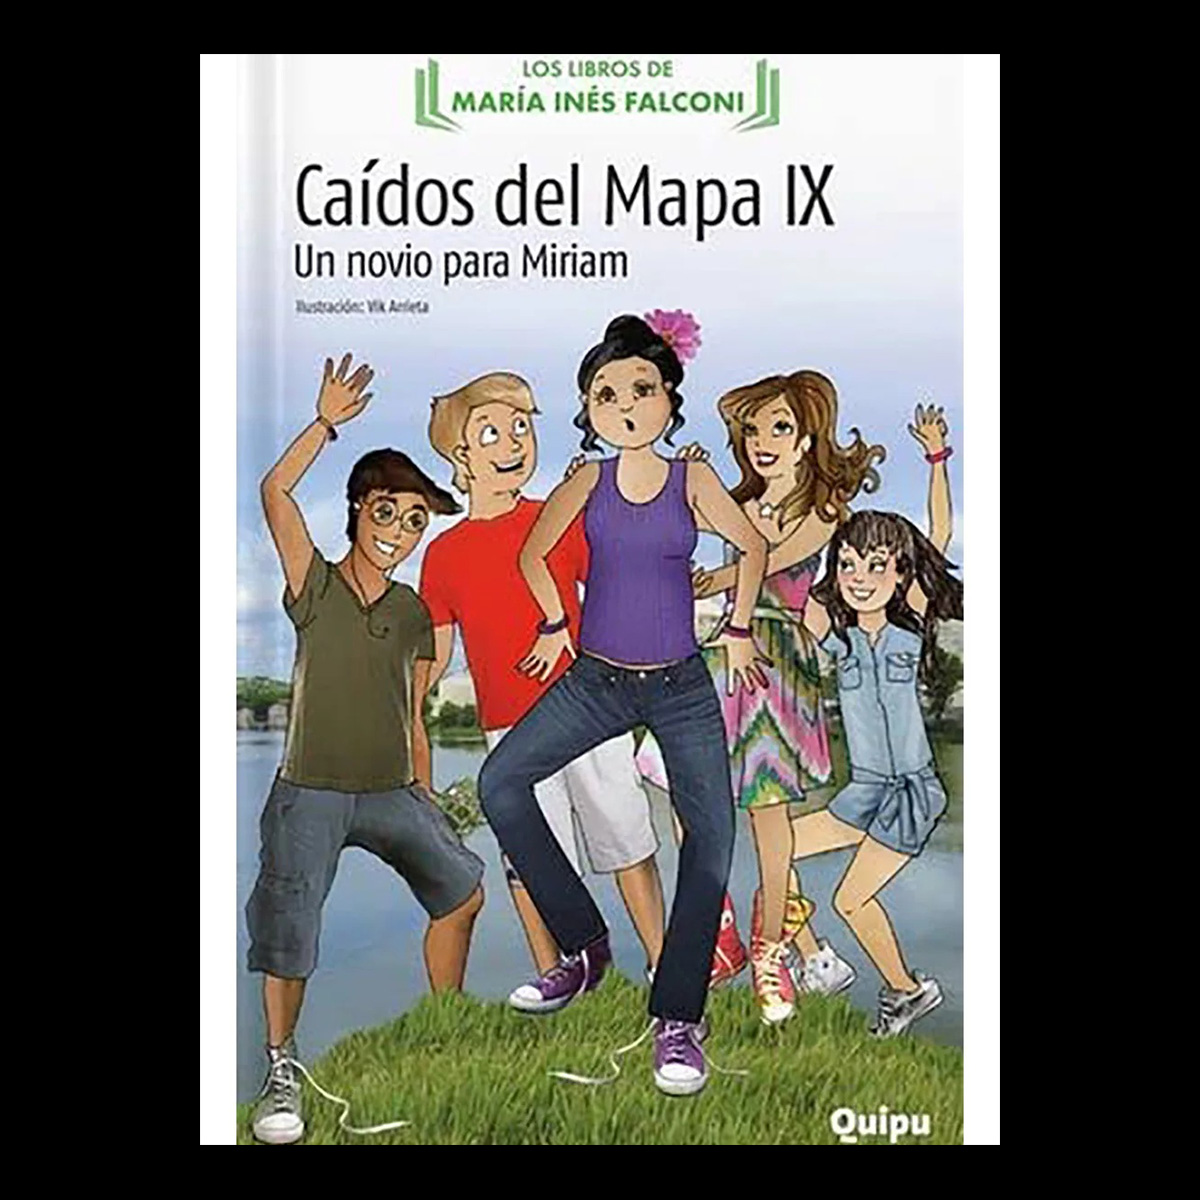 LOS LIBROS DE
MARÍA INÉS FALCONI
Caídos del Mapa IX
Un novio para Miriam
Ilustración: Vik Arrieta
Quipu